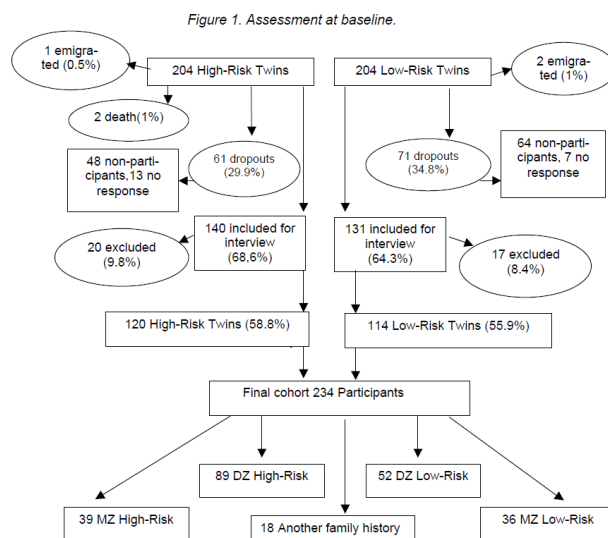 Figure 1. Assessment at baseline.
1 emigra-
ted (0.5%)
204 High-Risk Twins
204 Low-Risk Twins
2 emigra-
ted (1%)
2 death(1%)
48 non-parti-
cipants,13 no
response
61 dropouts
(29.9%)
71 dropouts
(34.8%)
64 non-parti-
cipants, 7 no
response
20 excluded
(9.8%)
140 included for
interview
(68,6%)
131 included for
interview
(64.3%)
17 excluded
(8.4%)
120 High-Risk Twins (58.8%)
114 Low-Risk Twins (55.9%)
Final cohort 234 Participants
89 DZ High-Risk
52 DZ Low-Risk
39 MZ High-Risk
18 Another family history
36 MZ Low-Risk